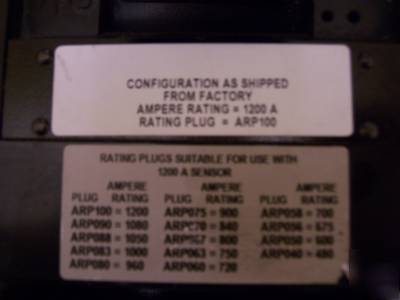 CONFIGURATION AS SHIPPED
FROM FACTORY
AMPERE RATING = 1200 A
RATING PLUG = ARP100
RATING PLUGS SUITABLE FOR USE WITH
1200 A SENSOR
AMPERE AMPERE AMPERE
PLUG RATING PLUG RATING PLUG RATING
ARP100 = 1200 ARP075 = 900 ARP058 = 700
ARP090 = 1080 ARP070 = 840 ARP056 = 675
ARP088 = 1050 ARP067 = 800 ARP050 = 600
ARP083 = 1000 ARP063 = 750 ARP040 = 480
ARP080 = 960 ARP060 = 720